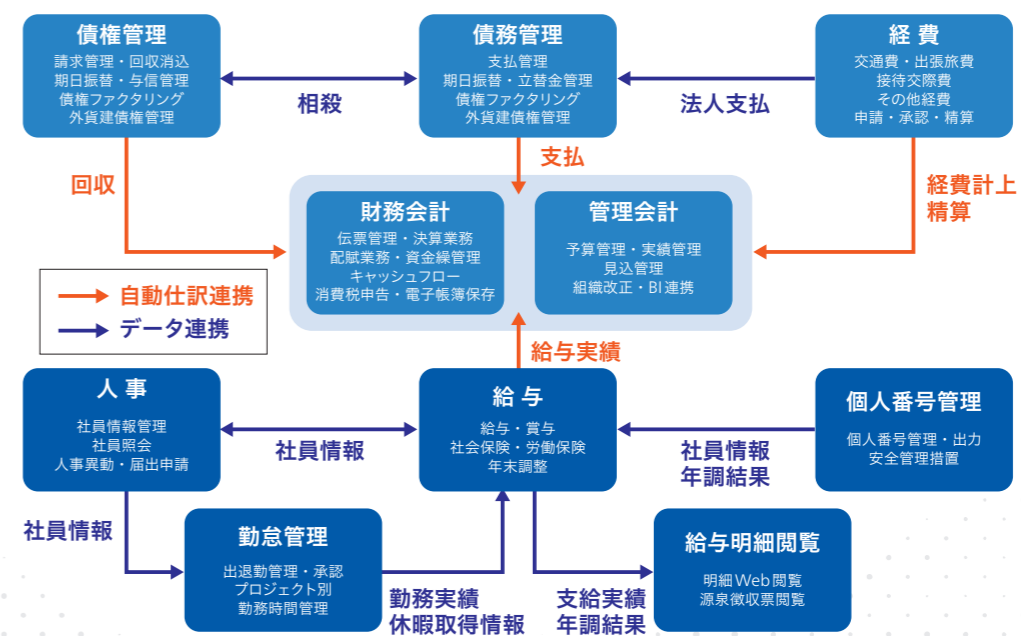 債権管理
請求管理・回収消込
期日振替・与信管理
債権ファクタリング
外貨建債権管理
相殺
債務管理
支払管理
期日振替・立替金管理
債権ファクタリング
外貨建債権管理
法人支払
経費
交通費・出張旅費
接待交際費
その他経費
申請・承認・精算
回収
支払
経費計上
精算
財務会計
伝票管理・決算業務
配賦業務・資金繰管理
キャッシュフロー
消費税申告・電子帳簿保存
管理会計
予算管理・実績管理
見込管理
組織改正・BI連携
自動仕訳連携
データ連携
給与実績
人事
社員情報管理
社員照会
人事異動・届出申請
社員情報
給与
給与・賞与
社会保険・労働保険
年末調整
社員情報
年調結果
個人番号管理
個人番号管理・出力
安全管理措置
社員情報
勤怠管理
出退勤管理・承認
プロジェクト別
勤務時間管理
勤務実績
休暇取得情報
支給実績
年調結果
給与明細閲覧
明細Web閲覧
源泉徴収票閲覧